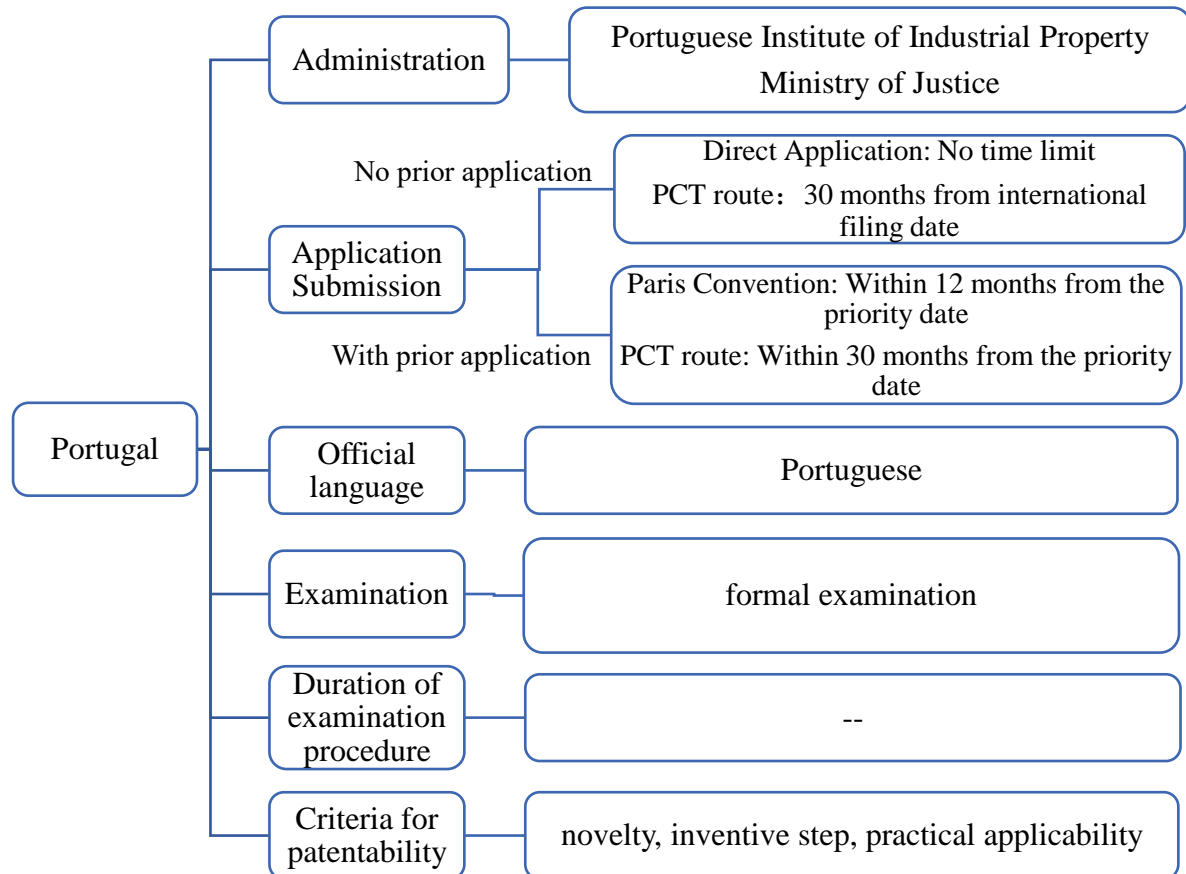 Administration
Portuguese Institute of Industrial Property
Ministry of Justice
No prior application
Direct Application: No time limit
PCT route： 30 months from international
filing date
Application
Submission
Paris Convention: Within 12 months from the
priority date
With prior application
PCT route: Within 30 months from the priority
date
Portugal
Official
language
Portuguese
Examination
formal examination
Duration of
examination
procedure
--
Criteria for
patentability
novelty, inventive step, practical applicability